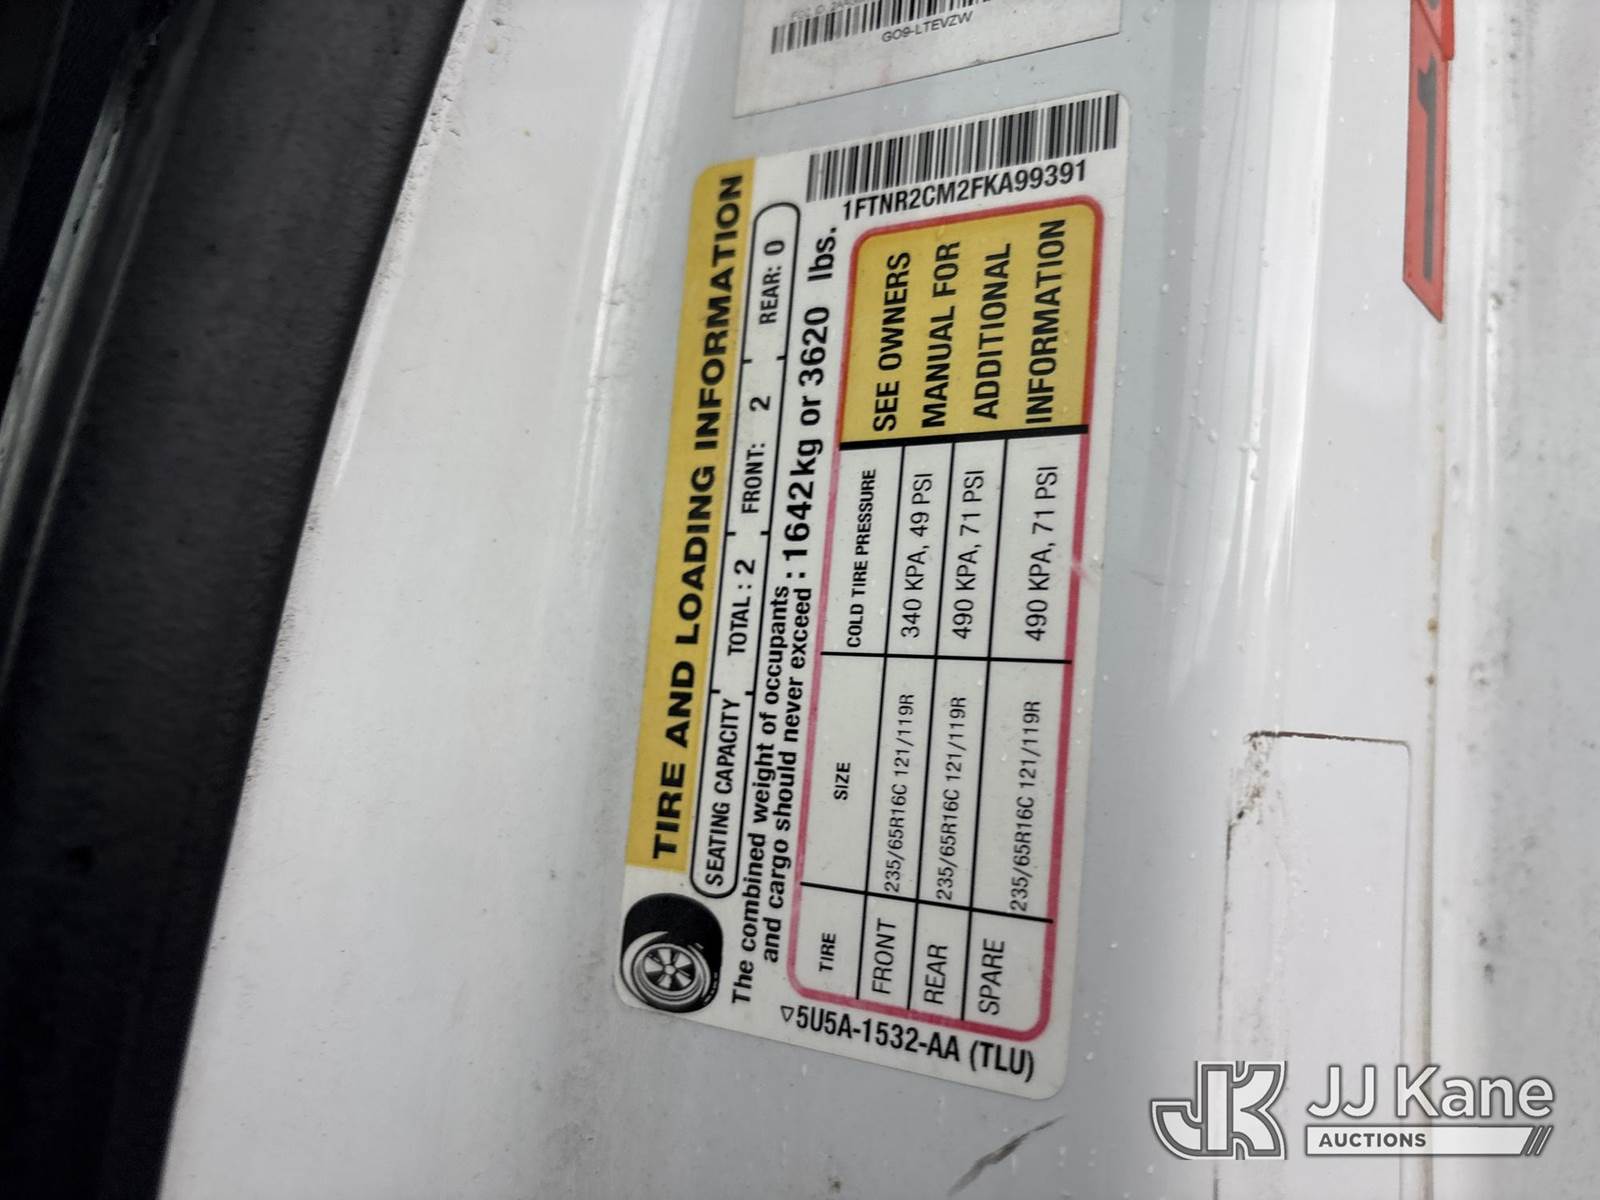 GO9-LTEVZW
1FTNR2CM2FKA99391
TIRE AND LOADING INFORMATION
SEATING CAPACITY TOTAL : 2 FRONT: 2 REAR: 0
The combined weight of occupants
and cargo should never exceed : 1642 kg or 3620 lbs.
TIRE SIZE COLD TIRE PRESSURE
FRONT 235/65R16C 121/119R 340 KPA, 49 PSI
REAR 235/65R16C 121/119R 490 KPA, 71 PSI
SPARE 235/65R16C 121/119R 490 KPA, 71 PSI
SEE OWNERS
MANUAL FOR
ADDITIONAL
INFORMATION
▽5U5A-1532-AA (TLU)
JK JJ Kane
AUCTIONS